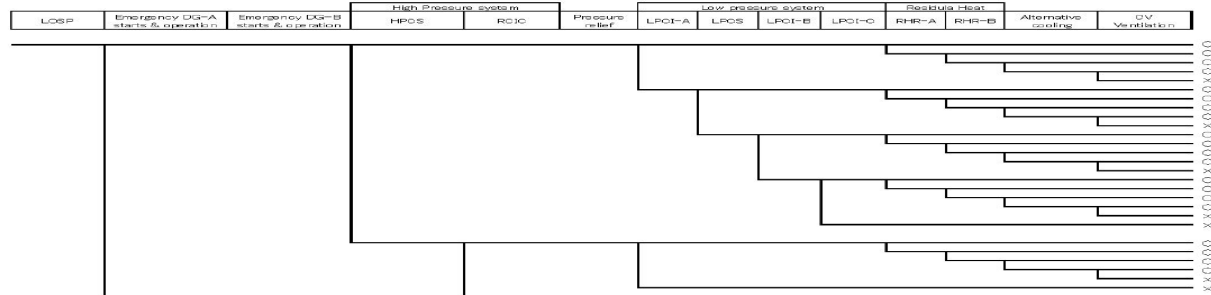 High Pressure system
Low pressure system
Residula Heat
LOSP
Emergency DG-A
starts & operation
Emergency DG-B
starts & operation
HPCS
RCIC
Pressure
relief
LPCI-A
LPCS
LPCI-B
LPCI-C
RHR-A
RHR-B
Alternative
cooling
CV
Ventilation
O
O
O
O
x
O
O
O
O
x
O
O
O
O
x
O
O
O
O
x
x
O
O
O
O
x
x